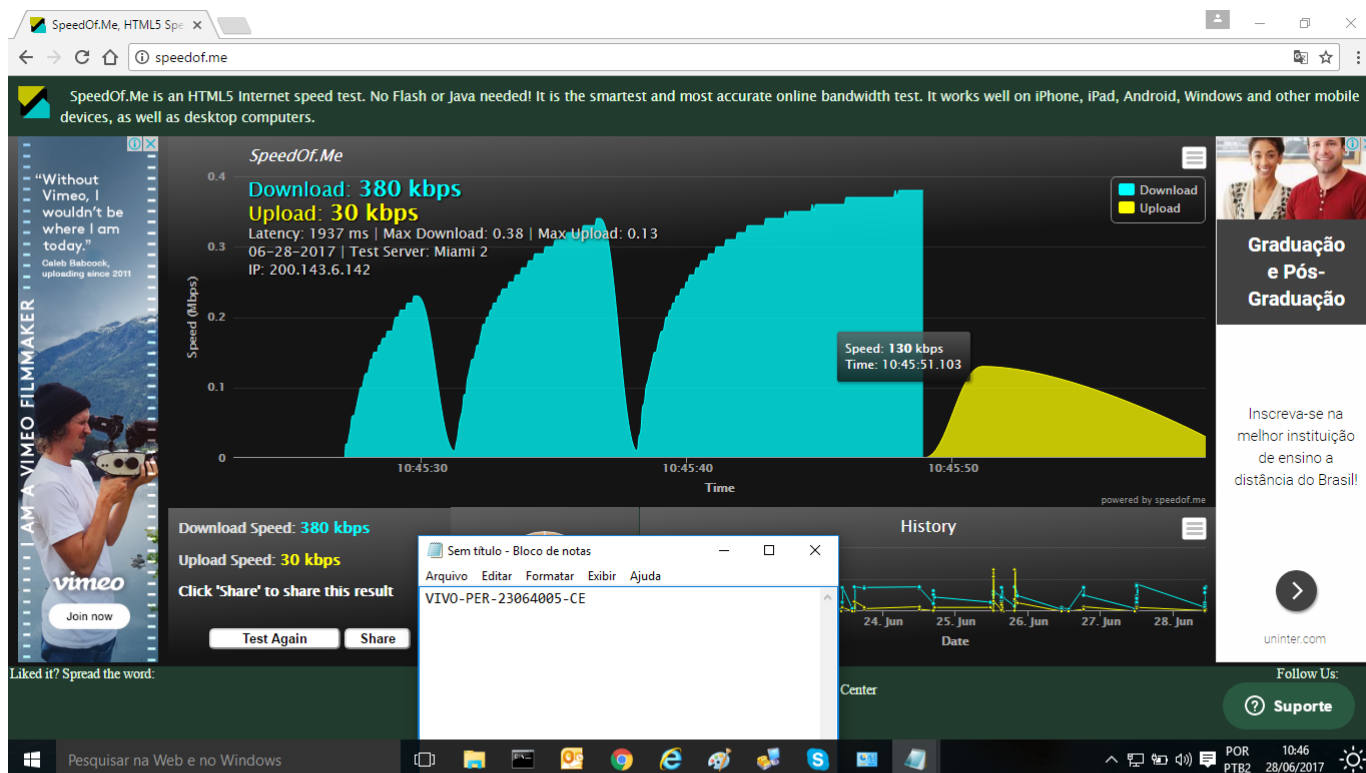 SpeedOf.Me, HTML5 Spe
speedof.me
SpeedOf.Me is an HTML5 Internet speed test. No Flash or Java needed! It is the smartest and most accurate online bandwidth test. It works well on iPhone, iPad, Android, Windows and other mobile
devices, as well as desktop computers.
"Without
Vimeo, I
wouldn't be
where I am
today."
Caleb Babcock,
uploading since 2011
I AM A VIMEO FILMMAKER
vimeo
Join now
SpeedOf.Me
Download: 380 kbps
Upload: 30 kbps
Latency: 1937 ms | Max Download: 0.38 | Max Upload: 0.13
06-28-2017 | Test Server: Miami 2
IP: 200.143.6.142
Download
Upload
Speed (Mbps)
0.4
0.3
0.2
0.1
0
Speed: 130 kbps
Time: 10:45:51.103
10:45:30
10:45:40
10:45:50
Time
powered by speedof.me
Download Speed: 380 kbps
Upload Speed: 30 kbps
Click 'Share' to share this result
Test Again
Share
History
24. Jun
25. Jun
26. Jun
27. Jun
28. Jun
Date
Graduação
e Pós-
Graduação
Inscreva-se na
melhor instituição
de ensino a
distância do Brasil!
uninter.com
Sem título - Bloco de notas
Arquivo Editar Formatar Exibir Ajuda
VIVO-PER-23064005-CE
Liked it? Spread the word:
Center
Follow Us:
Suporte
Pesquisar na Web e no Windows
POR
PTB2
10:46
28/06/2017